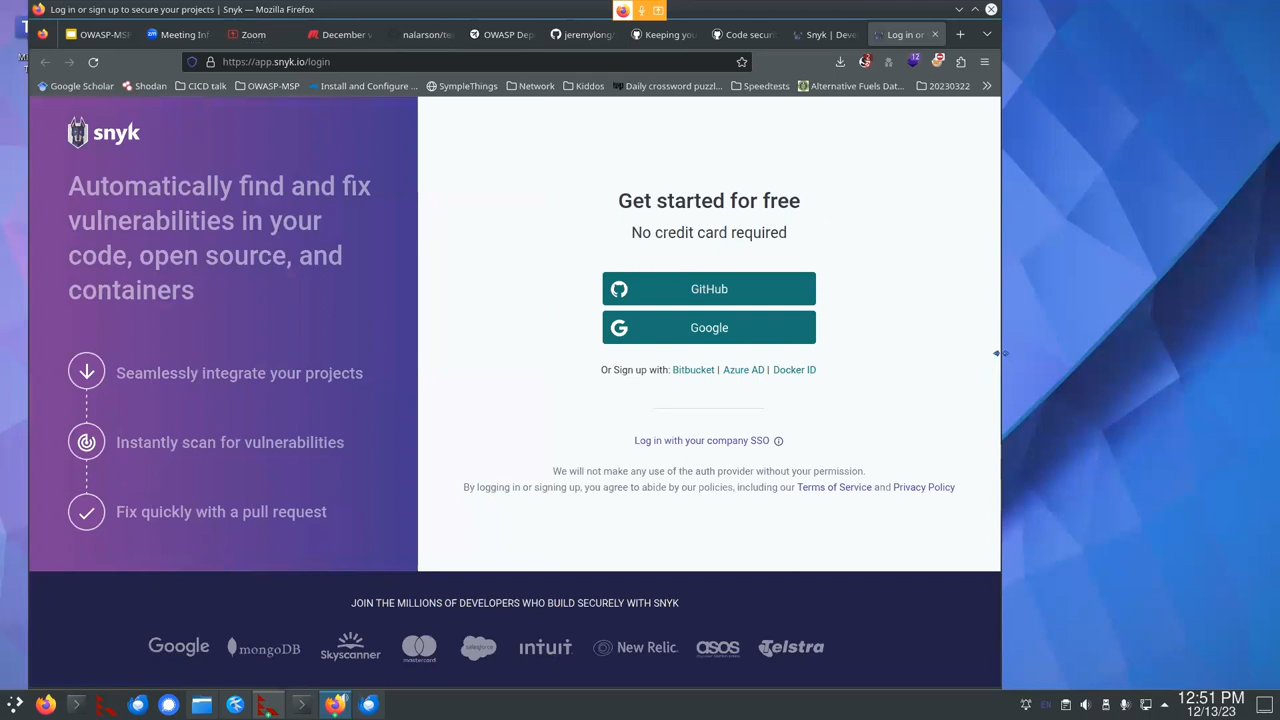 Log in or sign up to secure your projects | Snyk — Mozilla Firefox
OWASP-MSP
Meeting Inf
Zoom
December v
nalarson/te
OWASP Dep
jeremylong/
Keeping you
Code securi
Snyk | Deve
Log in or
https://app.snyk.io/login
12
Google Scholar
Shodan
CICD talk
OWASP-MSP
Install and Configure ...
SympleThings
Network
Kiddos
Daily crossword puzzl...
Speedtests
Alternative Fuels Dat...
20230322
snyk
Automatically find and fix
vulnerabilities in your
code, open source, and
containers
Seamlessly integrate your projects
Instantly scan for vulnerabilities
Fix quickly with a pull request
Get started for free
No credit card required
GitHub
Google
Or Sign up with: Bitbucket | Azure AD | Docker ID
Log in with your company SSO
We will not make any use of the auth provider without your permission.
By logging in or signing up, you agree to abide by our policies, including our Terms of Service and Privacy Policy
JOIN THE MILLIONS OF DEVELOPERS WHO BUILD SECURELY WITH SNYK
Google
mongoDB
Skyscanner
mastercard
salesforce
intuit
New Relic.
asos
Telstra
EN
12:51 PM
12/13/23